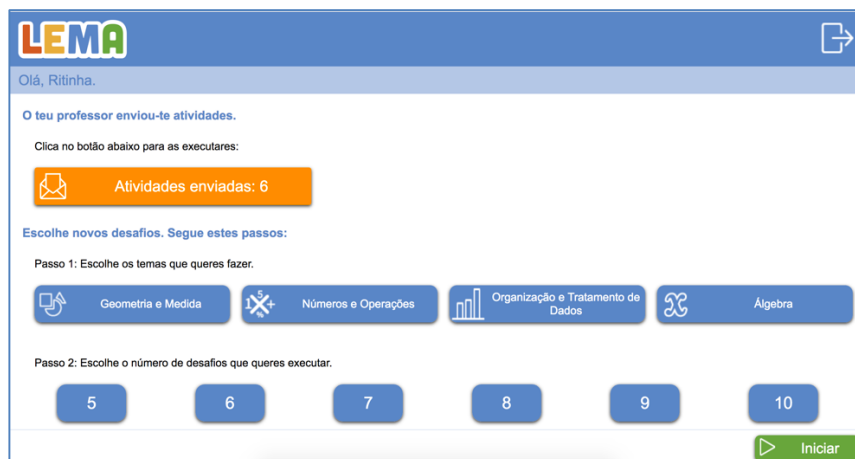 LEMA
Olá, Ritinha.
O teu professor enviou-te atividades.
Clica no botão abaixo para as executares:
Atividades enviadas: 6
Escolhe novos desafios. Segue estes passos:
Passo 1: Escolhe os temas que queres fazer.
Geometria e Medida
Números e Operações
Organização e Tratamento de
Dados
Álgebra
Passo 2: Escolhe o número de desafios que queres executar.
5 6 7 8 9 10
Iniciar